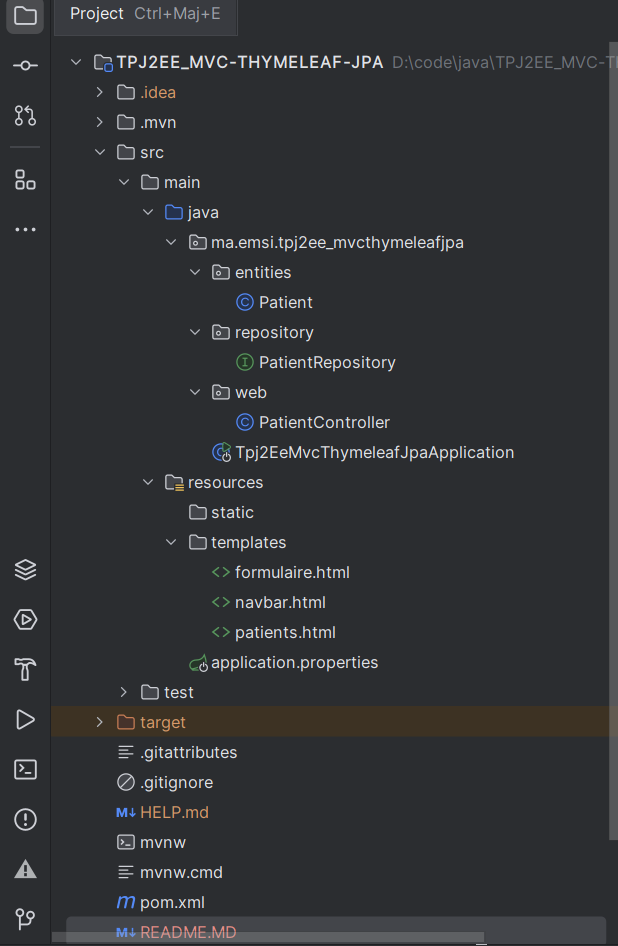 Project Ctrl+Maj+E
TPJ2EE_MVC-THYMELEAF-JPA D:\code\java\TPJ2EE_MVC-T
.idea
.mvn
src
main
java
ma.emsi.tpj2ee_mvcthymeleafjpa
entities
C Patient
repository
I PatientRepository
web
C PatientController
C Tpj2EeMvcThymeleafJpaApplication
resources
static
templates
<> formulaire.html
<> navbar.html
<> patients.html
application.properties
test
target
.gitattributes
.gitignore
M↓ HELP.md
mvnw
mvnw.cmd
m pom.xml
M↓ README.MD